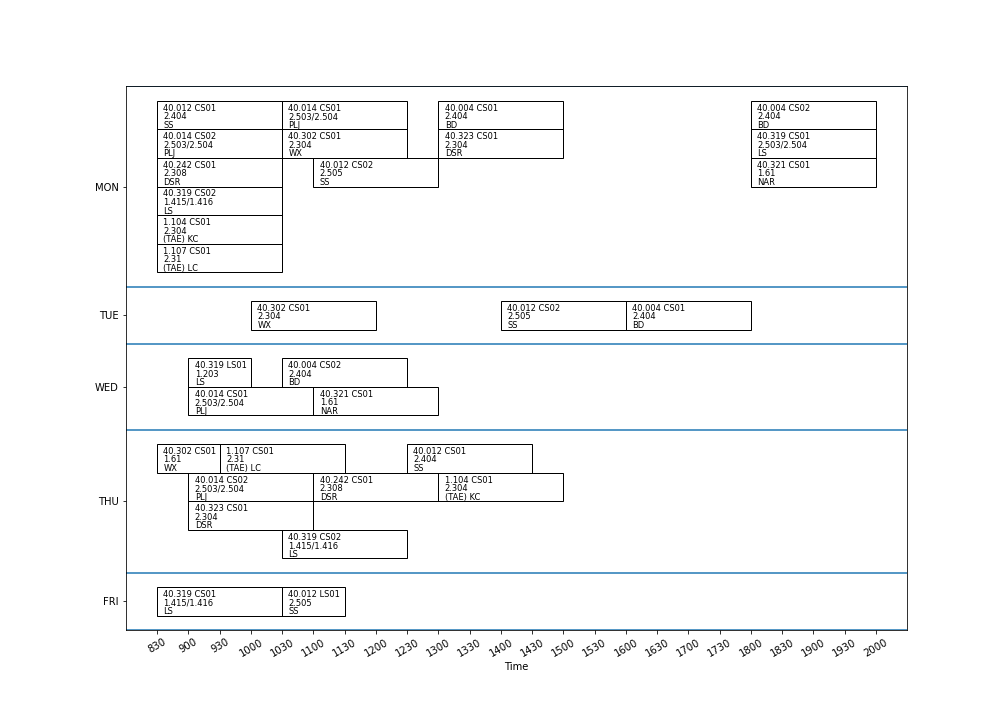 MON
40.012 CS01
2.404
SS
40.014 CS01
2.503/2.504
PLJ
40.004 CS01
2.404
BD
40.004 CS02
2.404
BD
40.014 CS02
2.503/2.504
PLJ
40.302 CS01
2.304
WX
40.323 CS01
2.304
DSR
40.319 CS01
2.503/2.504
LS
40.242 CS01
2.308
DSR
40.012 CS02
2.505
SS
40.321 CS01
1.61
NAR
40.319 CS02
1.415/1.416
LS
1.104 CS01
2.304
(TAE) KC
1.107 CS01
2.31
(TAE) LC
TUE
40.302 CS01
2.304
WX
40.012 CS02
2.505
SS
40.004 CS01
2.404
BD
WED
40.319 LS01
1.203
LS
40.004 CS02
2.404
BD
40.014 CS01
2.503/2.504
PLJ
40.321 CS01
1.61
NAR
THU
40.302 CS01
1.61
WX
1.107 CS01
2.31
(TAE) LC
40.012 CS01
2.404
SS
40.014 CS02
2.503/2.504
PLJ
40.242 CS01
2.308
DSR
1.104 CS01
2.304
(TAE) KC
40.323 CS01
2.304
DSR
40.319 CS02
1.415/1.416
LS
FRI
40.319 CS01
1.415/1.416
LS
40.012 LS01
2.505
SS
830 900 930 1000 1030 1100 1130 1200 1230 1300 1330 1400 1430 1500 1530 1600 1630 1700 1730 1800 1830 1900 1930 2000
Time